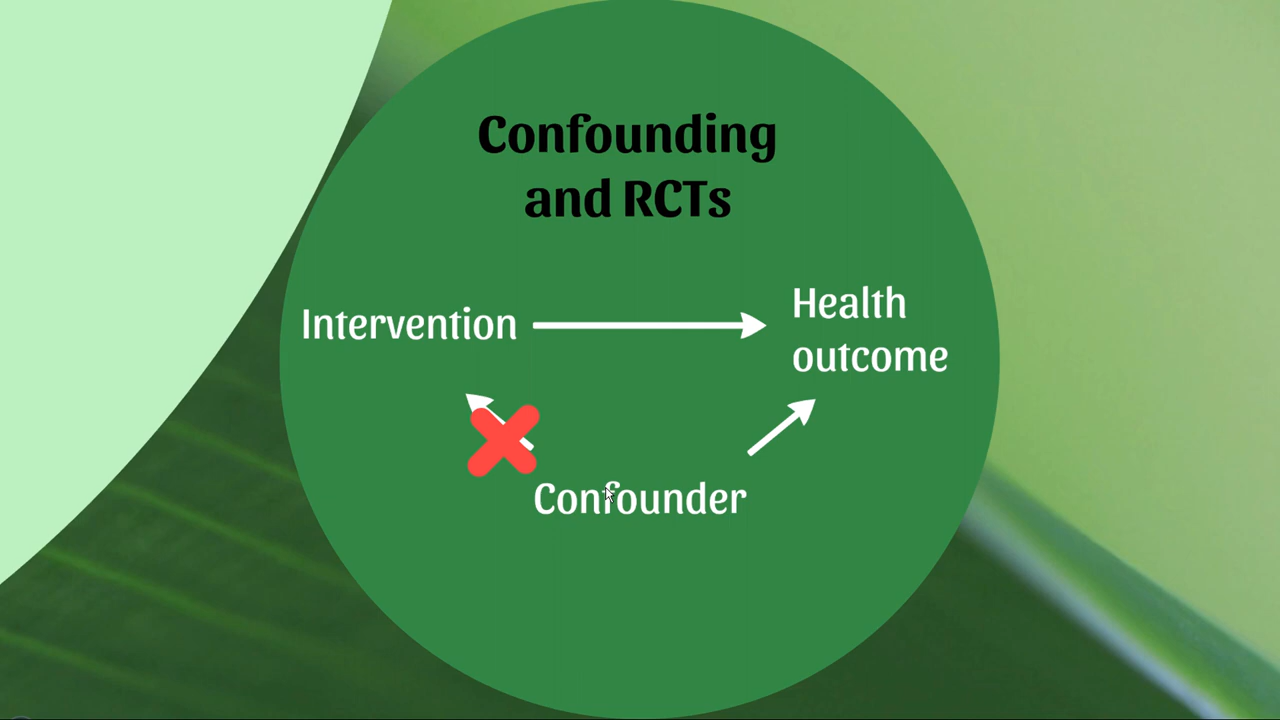 Confounding
and RCTs
Intervention
Health
outcome
Confounder